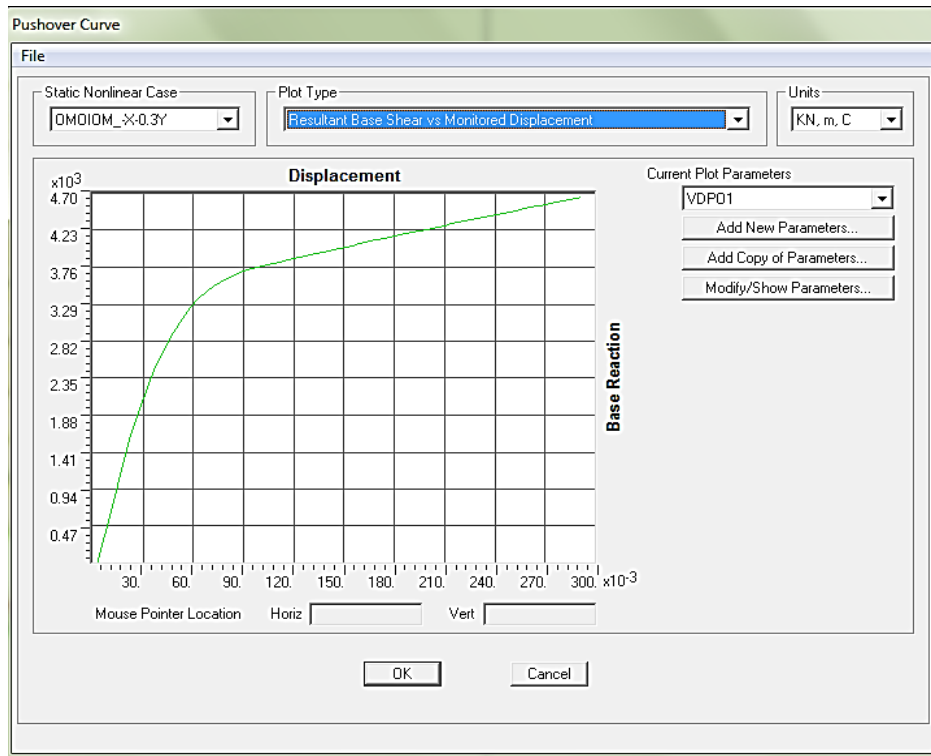 Pushover Curve
File
Static Nonlinear Case
OMOIOM_-X-0.3Y
Plot Type
Resultant Base Shear vs Monitored Displacement
Units
KN, m, C
Displacement
x10³
4.70
4.23
3.76
3.29
2.82
2.35
1.88
1.41
0.94
0.47
30. 60. 90. 120. 150. 180. 210. 240. 270. 300. x10⁻³
Base Reaction
Current Plot Parameters
VDPO1
Add New Parameters...
Add Copy of Parameters...
Modify/Show Parameters...
Mouse Pointer Location Horiz Vert
OK Cancel